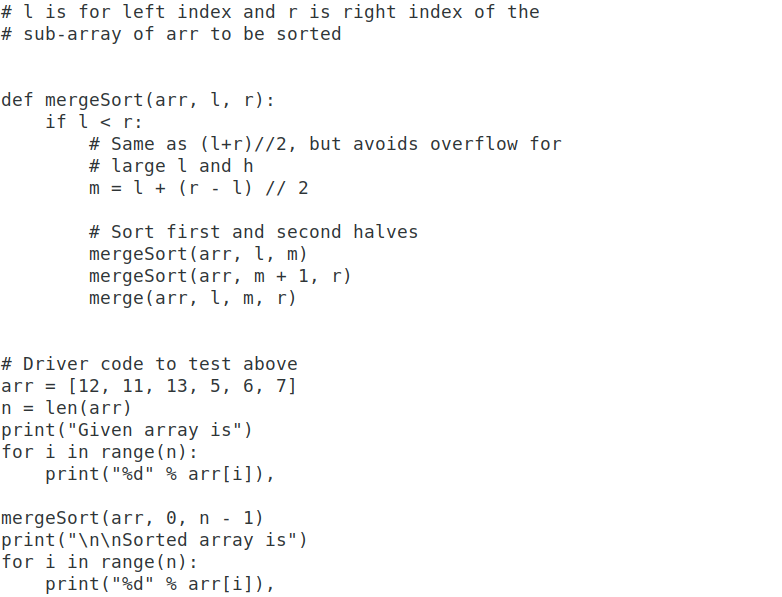 # l is for left index and r is right index of the
# sub-array of arr to be sorted
def mergeSort(arr, l, r):
    if l < r:
        # Same as (l+r)//2, but avoids overflow for
        # large l and h
        m = l + (r - l) // 2
        # Sort first and second halves
        mergeSort(arr, l, m)
        mergeSort(arr, m + 1, r)
        merge(arr, l, m, r)
# Driver code to test above
arr = [12, 11, 13, 5, 6, 7]
n = len(arr)
print("Given array is")
for i in range(n):
    print("%d" % arr[i]),
mergeSort(arr, 0, n - 1)
print("\n\nSorted array is")
for i in range(n):
    print("%d" % arr[i]),